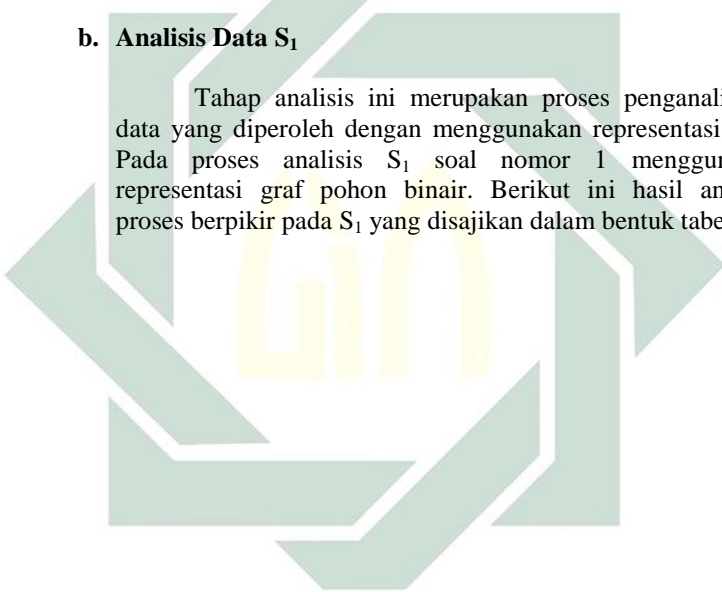 b. Analisis Data S₁
Tahap analisis ini merupakan proses penganali
data yang diperoleh dengan menggunakan representasi
Pada proses analisis S₁ soal nomor 1 menggun
representasi graf pohon binair. Berikut ini hasil an
proses berpikir pada S₁ yang disajikan dalam bentuk tabe